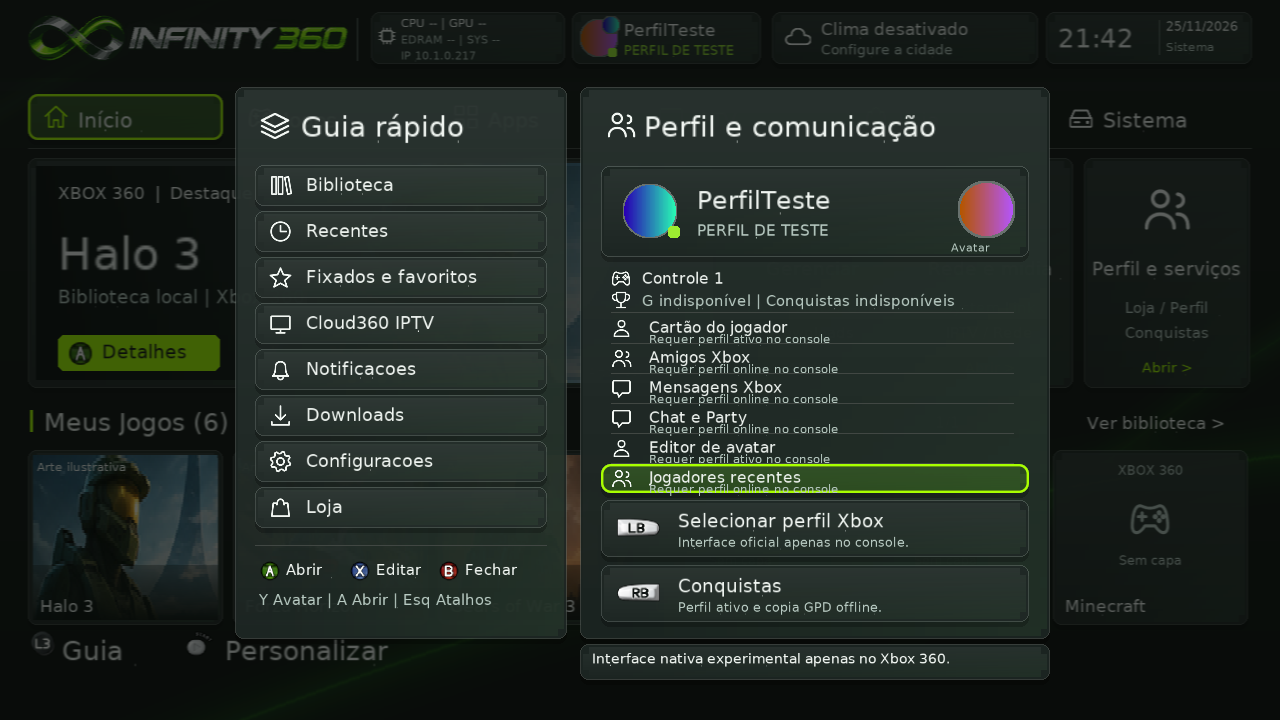 INFINITY360
CPU -- | GPU --
EDRAM -- | SYS --
IP 10.1.0.217
PerfilTeste
PERFIL DE TESTE
Clima desativado
Configure a cidade
21:42
25/11/2026
Sistema
Início
Apps
Sistema
Guia rápido
Biblioteca
Recentes
Fixados e favoritos
Cloud360 IPTV
Notificacoes
Downloads
Configuracoes
Loja
A Abrir
X Editar
B Fechar
Y Avatar | A Abrir | Esq Atalhos
Perfil e comunicação
PerfilTeste
PERFIL DE TESTE
Avatar
Controle 1
G indisponível | Conquistas indisponíveis
Cartão do jogador
Requer perfil ativo no console
Amigos Xbox
Requer perfil online no console
Mensagens Xbox
Requer perfil online no console
Chat e Party
Requer perfil online no console
Editor de avatar
Requer perfil ativo no console
Jogadores recentes
Requer perfil online no console
LB
Selecionar perfil Xbox
Interface oficial apenas no console.
RB
Conquistas
Perfil ativo e copia GPD offline.
Interface nativa experimental apenas no Xbox 360.
XBOX 360 | Destaqu
Halo 3
Biblioteca local | Xb
A Detalhes
Perfil e serviços
Loja / Perfil
Conquistas
Abrir >
Meus Jogos (6)
Ver biblioteca >
Arte ilustrativa
Halo 3
XBOX 360
Sem capa
Minecraft
L3 Guia
Personalizar